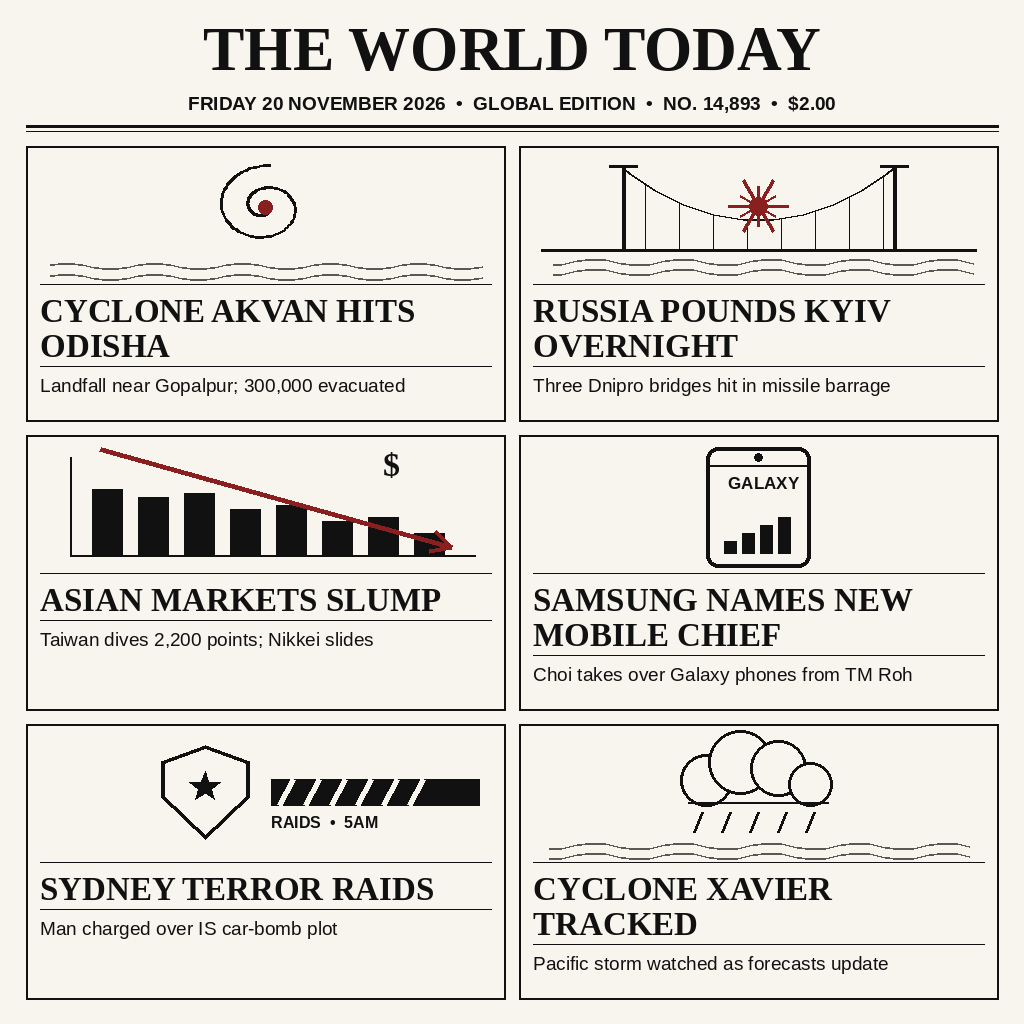 THE WORLD TODAY
FRIDAY 20 NOVEMBER 2026 • GLOBAL EDITION • NO. 14,893 • $2.00
CYCLONE AKVAN HITS
ODISHA
Landfall near Gopalpur; 300,000 evacuated
RUSSIA POUNDS KYIV
OVERNIGHT
Three Dnipro bridges hit in missile barrage
$
ASIAN MARKETS SLUMP
Taiwan dives 2,200 points; Nikkei slides
GALAXY
SAMSUNG NAMES NEW
MOBILE CHIEF
Choi takes over Galaxy phones from TM Roh
RAIDS • 5AM
SYDNEY TERROR RAIDS
Man charged over IS car-bomb plot
CYCLONE XAVIER
TRACKED
Pacific storm watched as forecasts update